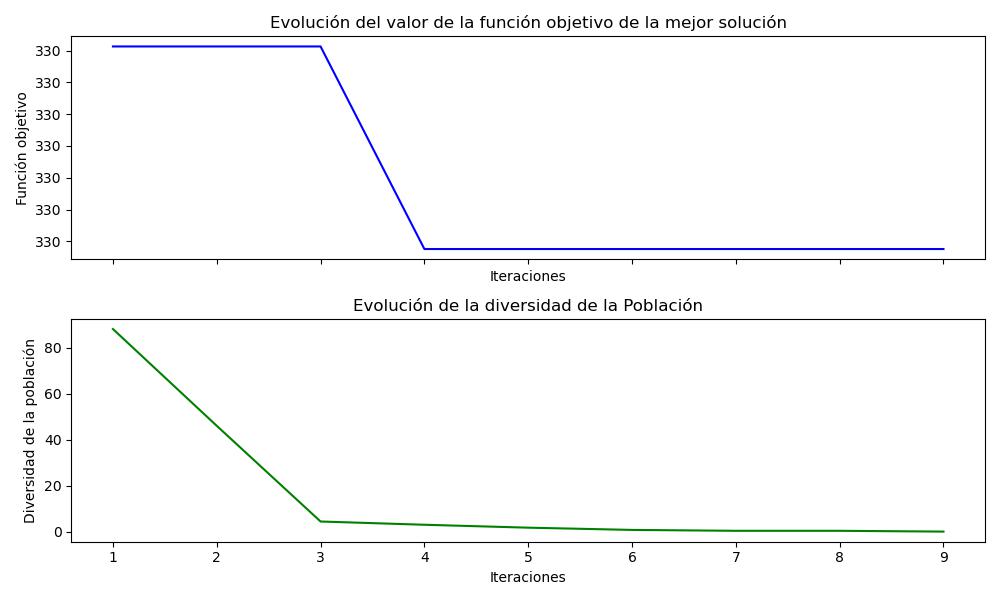 Evolución del valor de la función objetivo de la mejor solución
330
330
330
330
330
330
330
Función objetivo
Iteraciones
Evolución de la diversidad de la Población
80
60
40
20
0
Diversidad de la población
1 2 3 4 5 6 7 8 9
Iteraciones